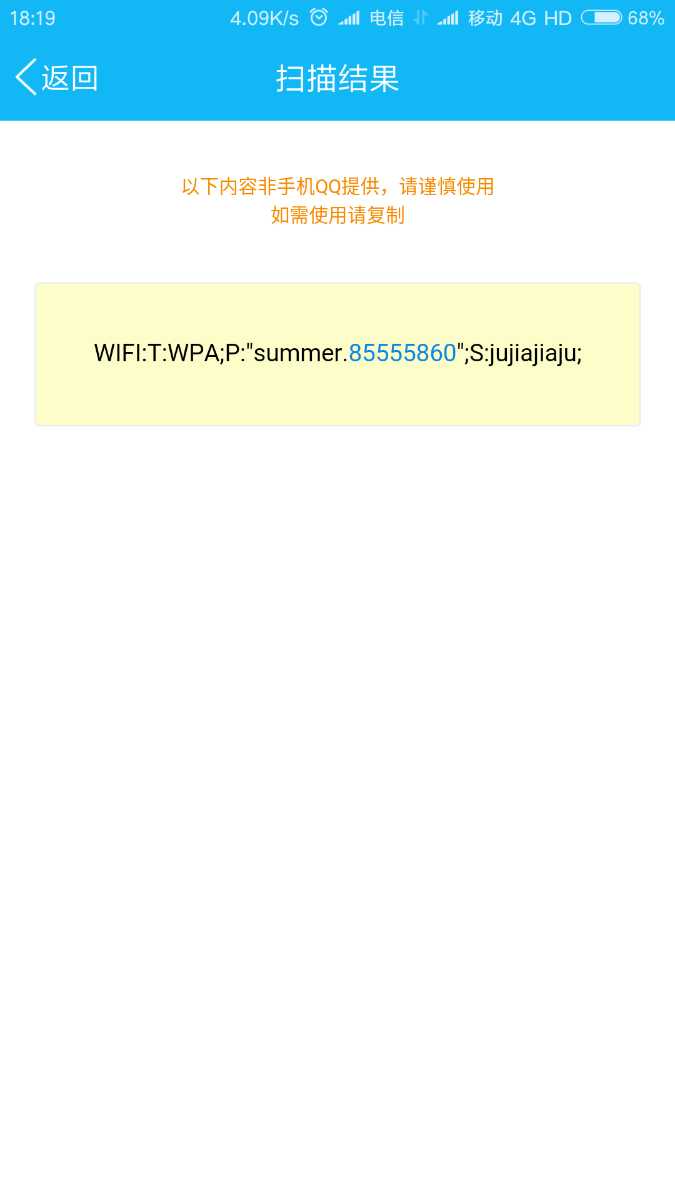 18:19 4.09K/s 电信 移动 4G HD 68%
返回 扫描结果
以下内容非手机QQ提供，请谨慎使用
如需使用请复制
WIFI:T:WPA;P:"summer.85555860";S:jujiajiaju;